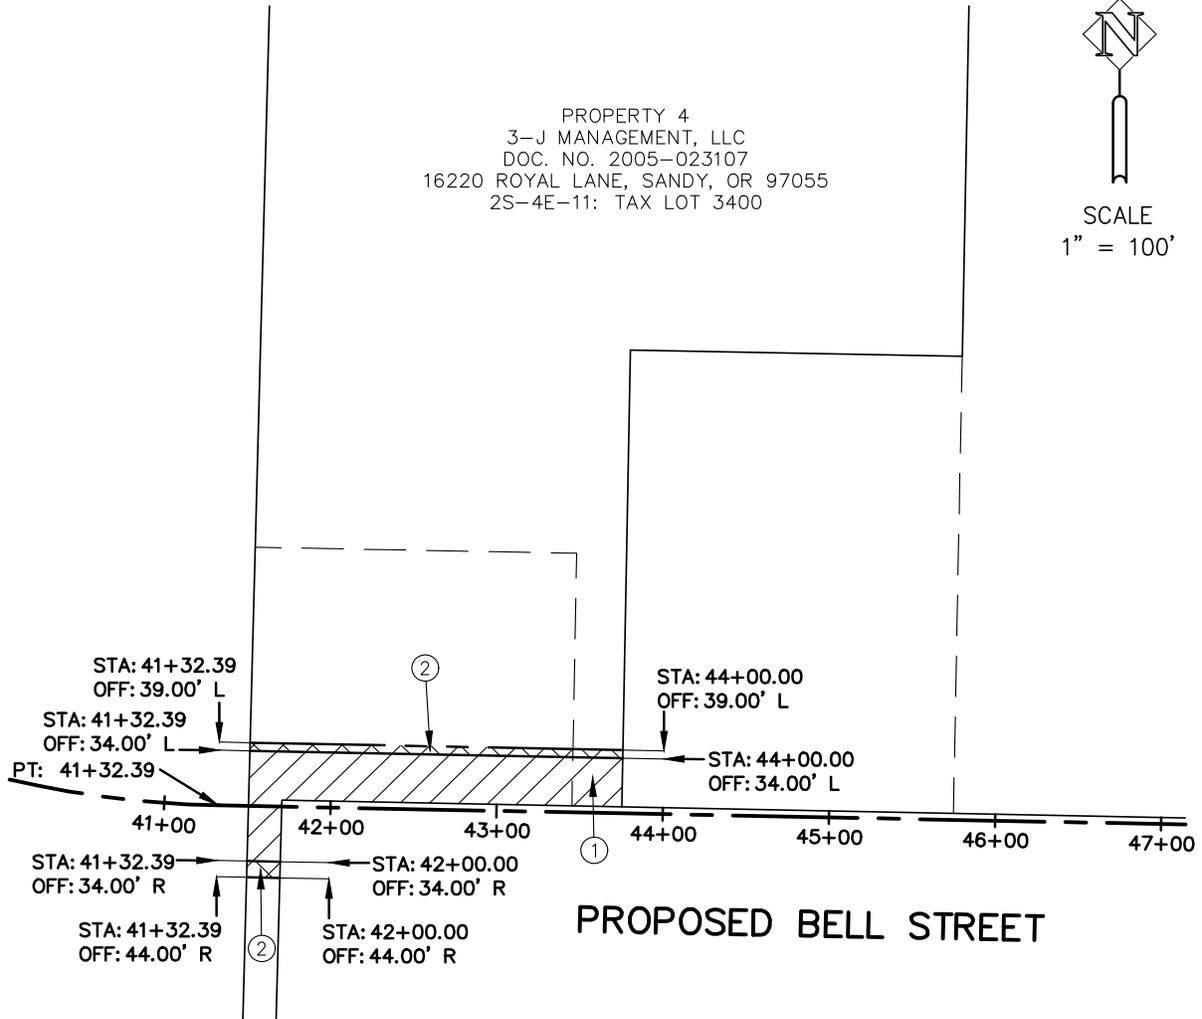 N
PROPERTY 4
3-J MANAGEMENT, LLC
DOC. NO. 2005-023107
16220 ROYAL LANE, SANDY, OR 97055
2S-4E-11: TAX LOT 3400
SCALE
1" = 100'
STA: 41+32.39
OFF: 39.00' L
2
STA: 44+00.00
OFF: 39.00' L
STA: 41+32.39
OFF: 34.00' L
STA: 44+00.00
OFF: 34.00' L
PT: 41+32.39
41+00
42+00
43+00
44+00
45+00
46+00
47+00
1
STA: 41+32.39
OFF: 34.00' R
STA: 42+00.00
OFF: 34.00' R
STA: 41+32.39
OFF: 44.00' R
2
STA: 42+00.00
OFF: 44.00' R
PROPOSED BELL STREET